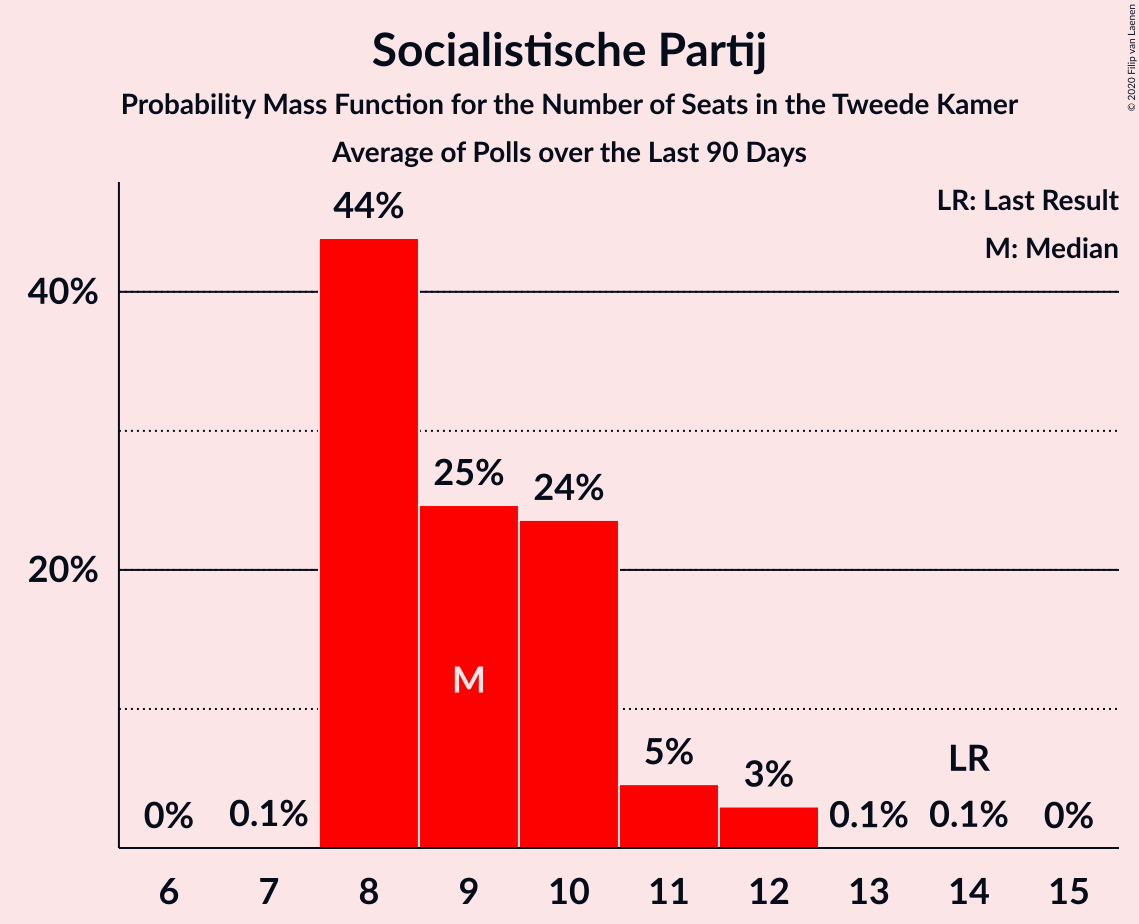 Socialistische Partij
Probability Mass Function for the Number of Seats in the Tweede Kamer
Average of Polls over the Last 90 Days
© 2020 Filip van Laenen
LR: Last Result
M: Median
44%
40%
25%
24%
20%
M
5%
3%
LR
0%
0.1%
0.1%
0.1%
0%
6 7 8 9 10 11 12 13 14 15